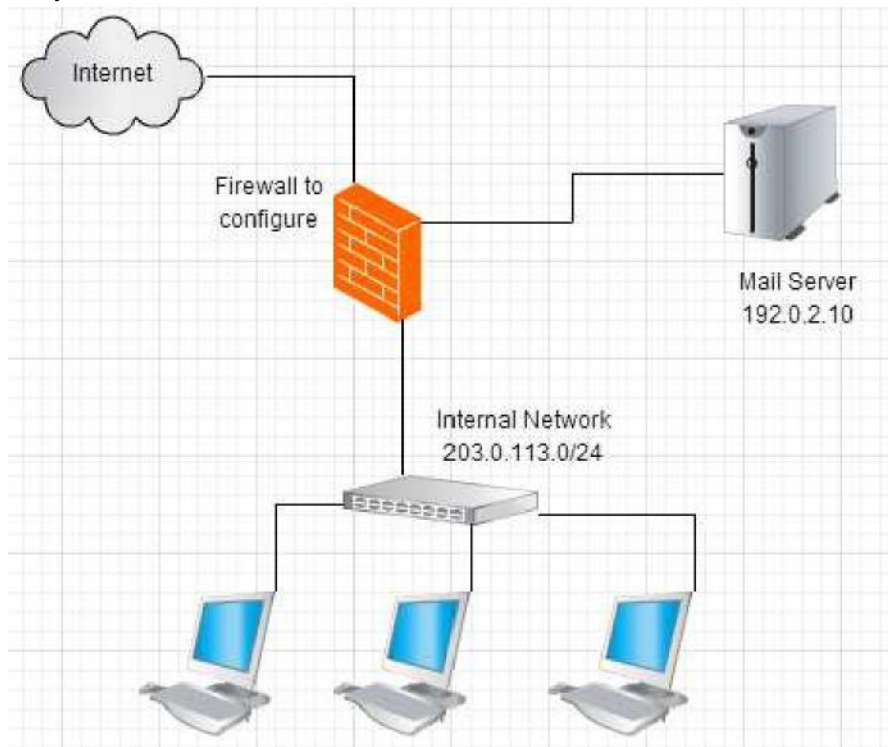 Internet
Firewall to
configure
Mail Server
192.0.2.10
Internal Network
203.0.113.0/24